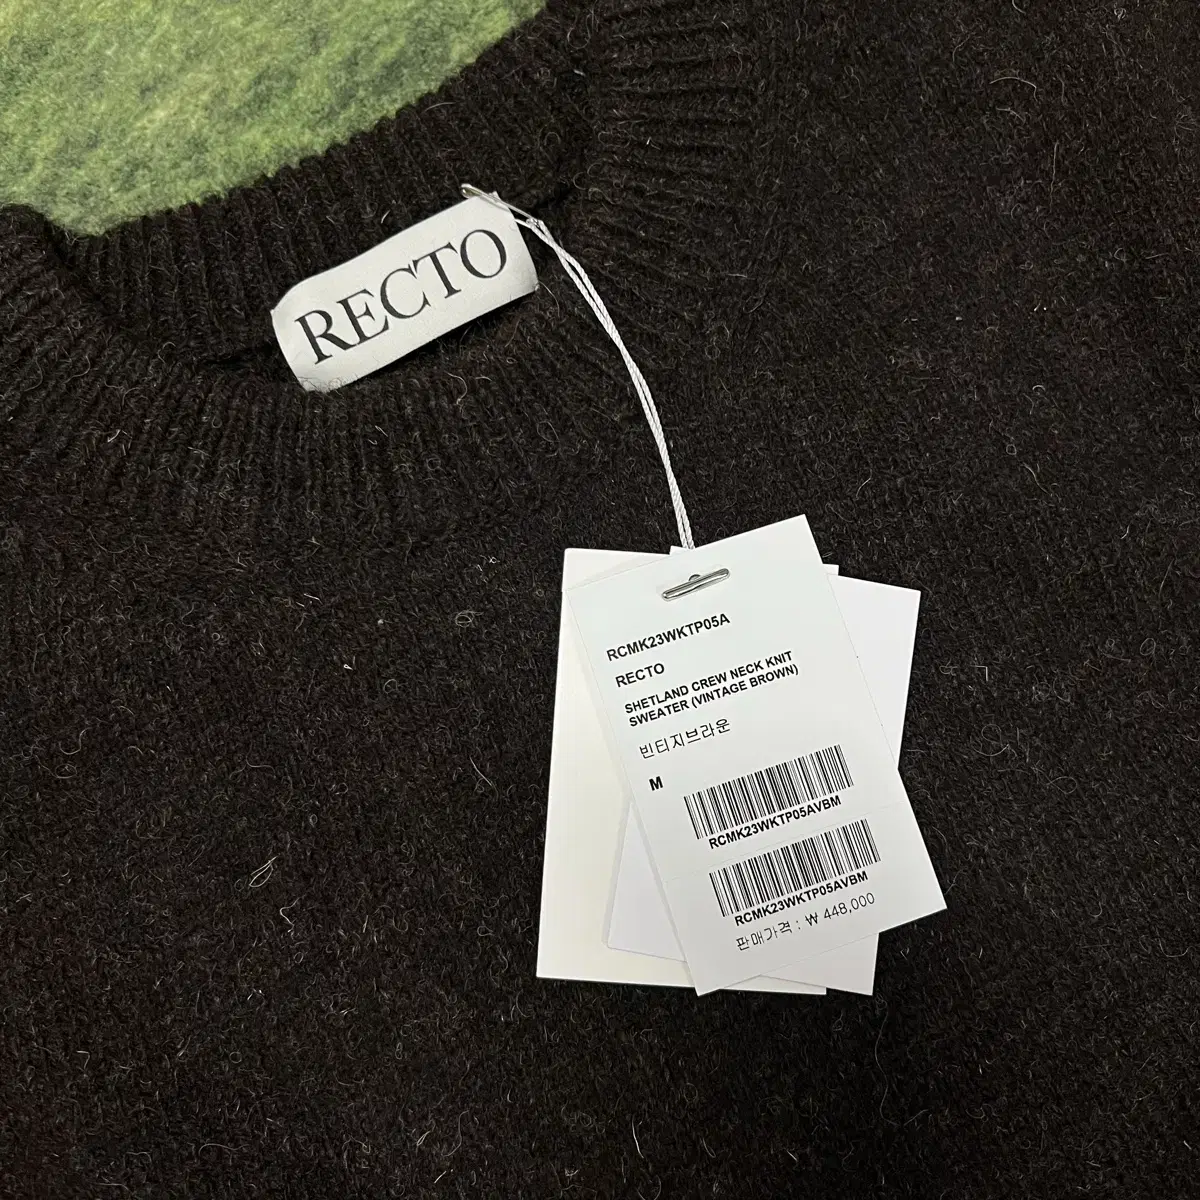 RECTO
RCMK23WKTP05A
RECTO
SHETLAND CREW NECK KNIT
SWEATER (VINTAGE BROWN)
빈티지브라운
M
RCMK23WKTP05AVBM
RCMK23WKTP05AVBM
판매가격 : ₩ 448,000